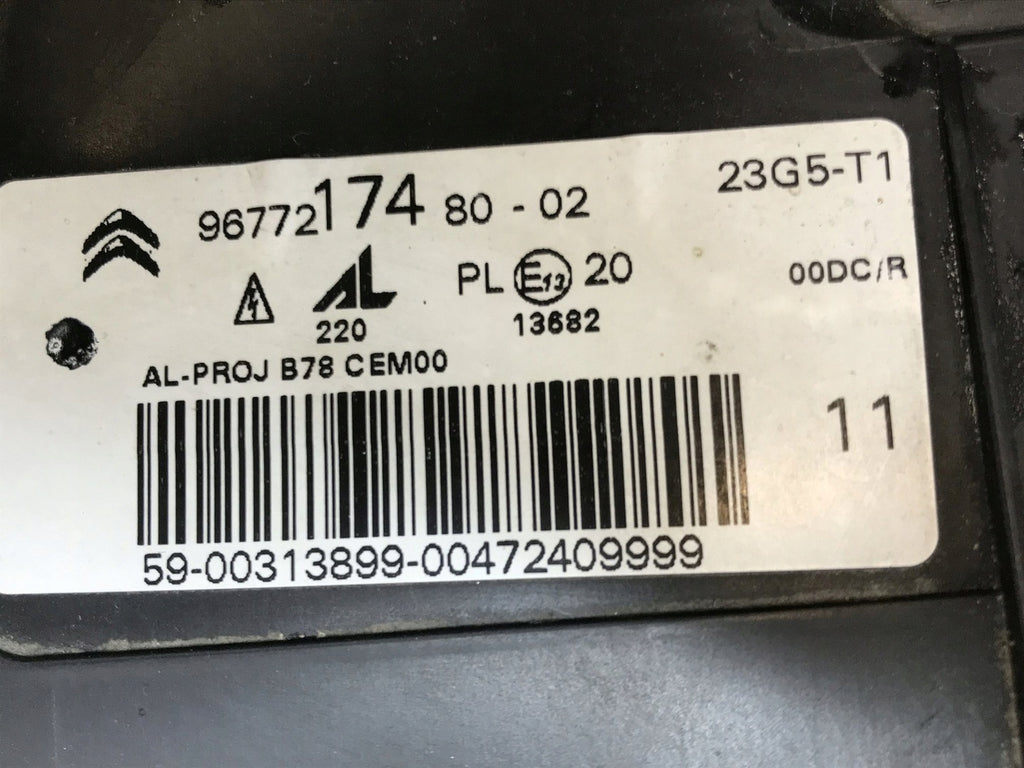 23G5-T1
96772174 80 - 02
PL E13 20
00DC/R
AL
220
13682
AL-PROJ B78 CEM00
11
59-00313899-00472409999